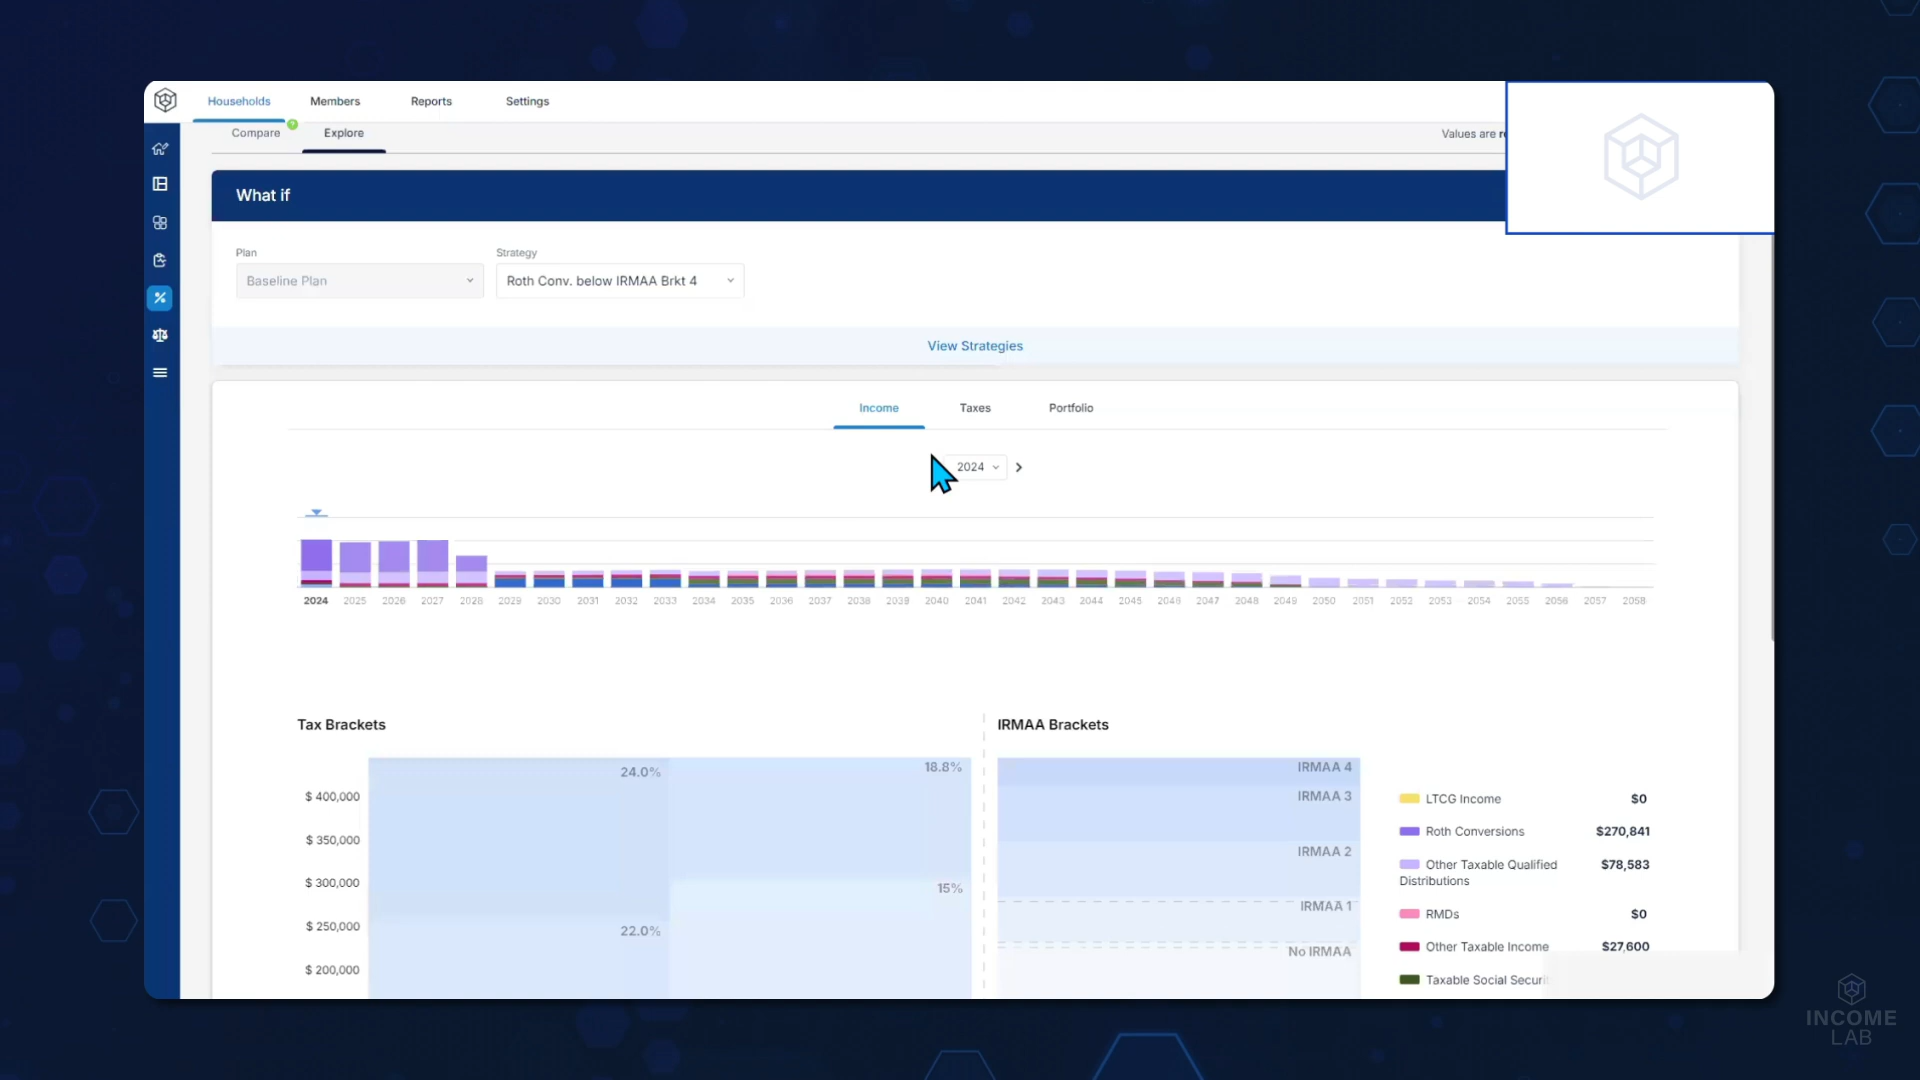 Households Members Reports Settings
Compare Explore Values are
What if
Plan Strategy
Baseline Plan Roth Conv. below IRMAA Brkt 4
View Strategies
Income Taxes Portfolio
2024
2024 2025 2026 2027 2028 2029 2030 2031 2032 2033 2034 2035 2036 2037 2038 2039 2040 2041 2042 2043 2044 2045 2046 2047 2048 2049 2050 2051 2052 2053 2054 2055 2056 2057 2058
Tax Brackets
$ 400,000
$ 350,000
$ 300,000
$ 250,000
$ 200,000
24.0%
22.0%
18.8%
15%
IRMAA Brackets
IRMAA 4
IRMAA 3
IRMAA 2
IRMAA 1
No IRMAA
LTCG Income $0
Roth Conversions $270,841
Other Taxable Qualified $78,583
Distributions
RMDs $0
Other Taxable Income $27,600
Taxable Social
INCOME
LAB